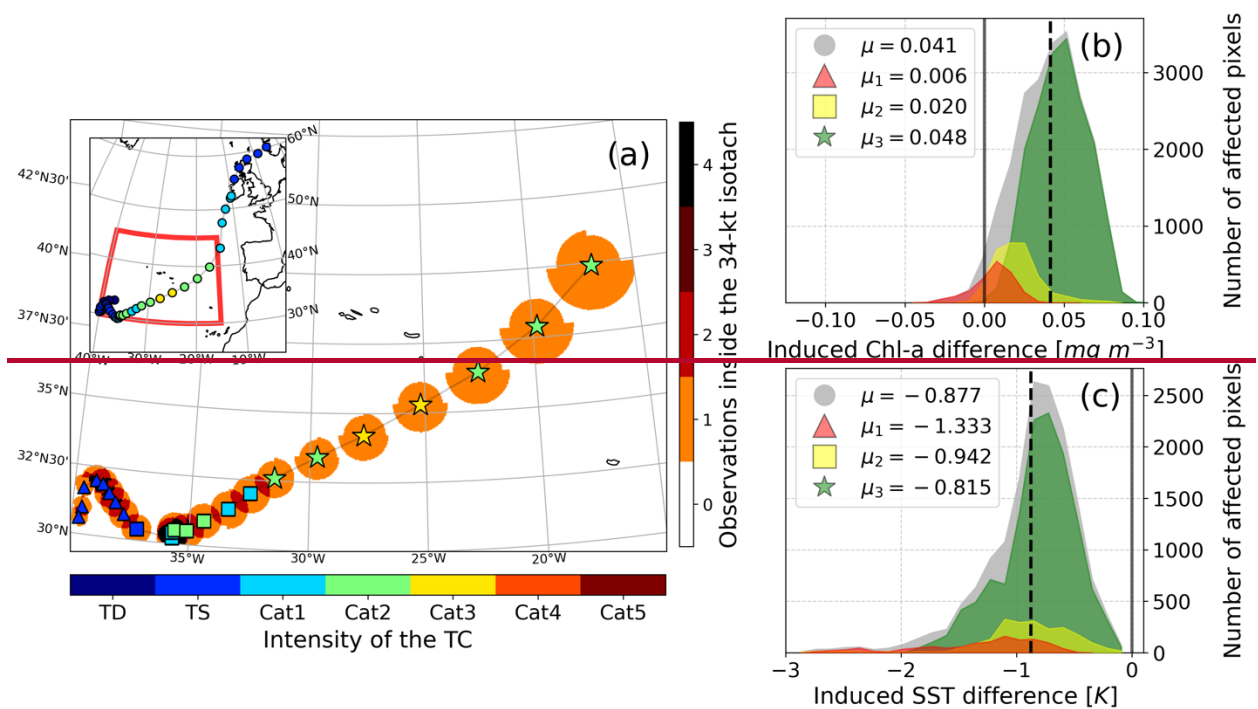 (a)
60°N
50°N
40°N
30°N
40°W
30°W
20°W
10°W
42°N30'
40°N
37°N30'
35°N
32°N30'
30°N
35°W
30°W
25°W
20°W
4
3
2
1
0
Observations inside the 34-kt isotach
TD TS Cat1 Cat2 Cat3 Cat4 Cat5
Intensity of the TC
(b)
μ = 0.041
μ₁ = 0.006
μ₂ = 0.020
μ₃ = 0.048
3000
2000
1000
0
Number of affected pixels
−0.10 −0.05 0.00 0.05 0.10
Induced Chl-a difference [mg m⁻³]
(c)
μ = −0.877
μ₁ = −1.333
μ₂ = −0.942
μ₃ = −0.815
2500
2000
1500
1000
500
0
Number of affected pixels
−3 −2 −1 0
Induced SST difference [K]